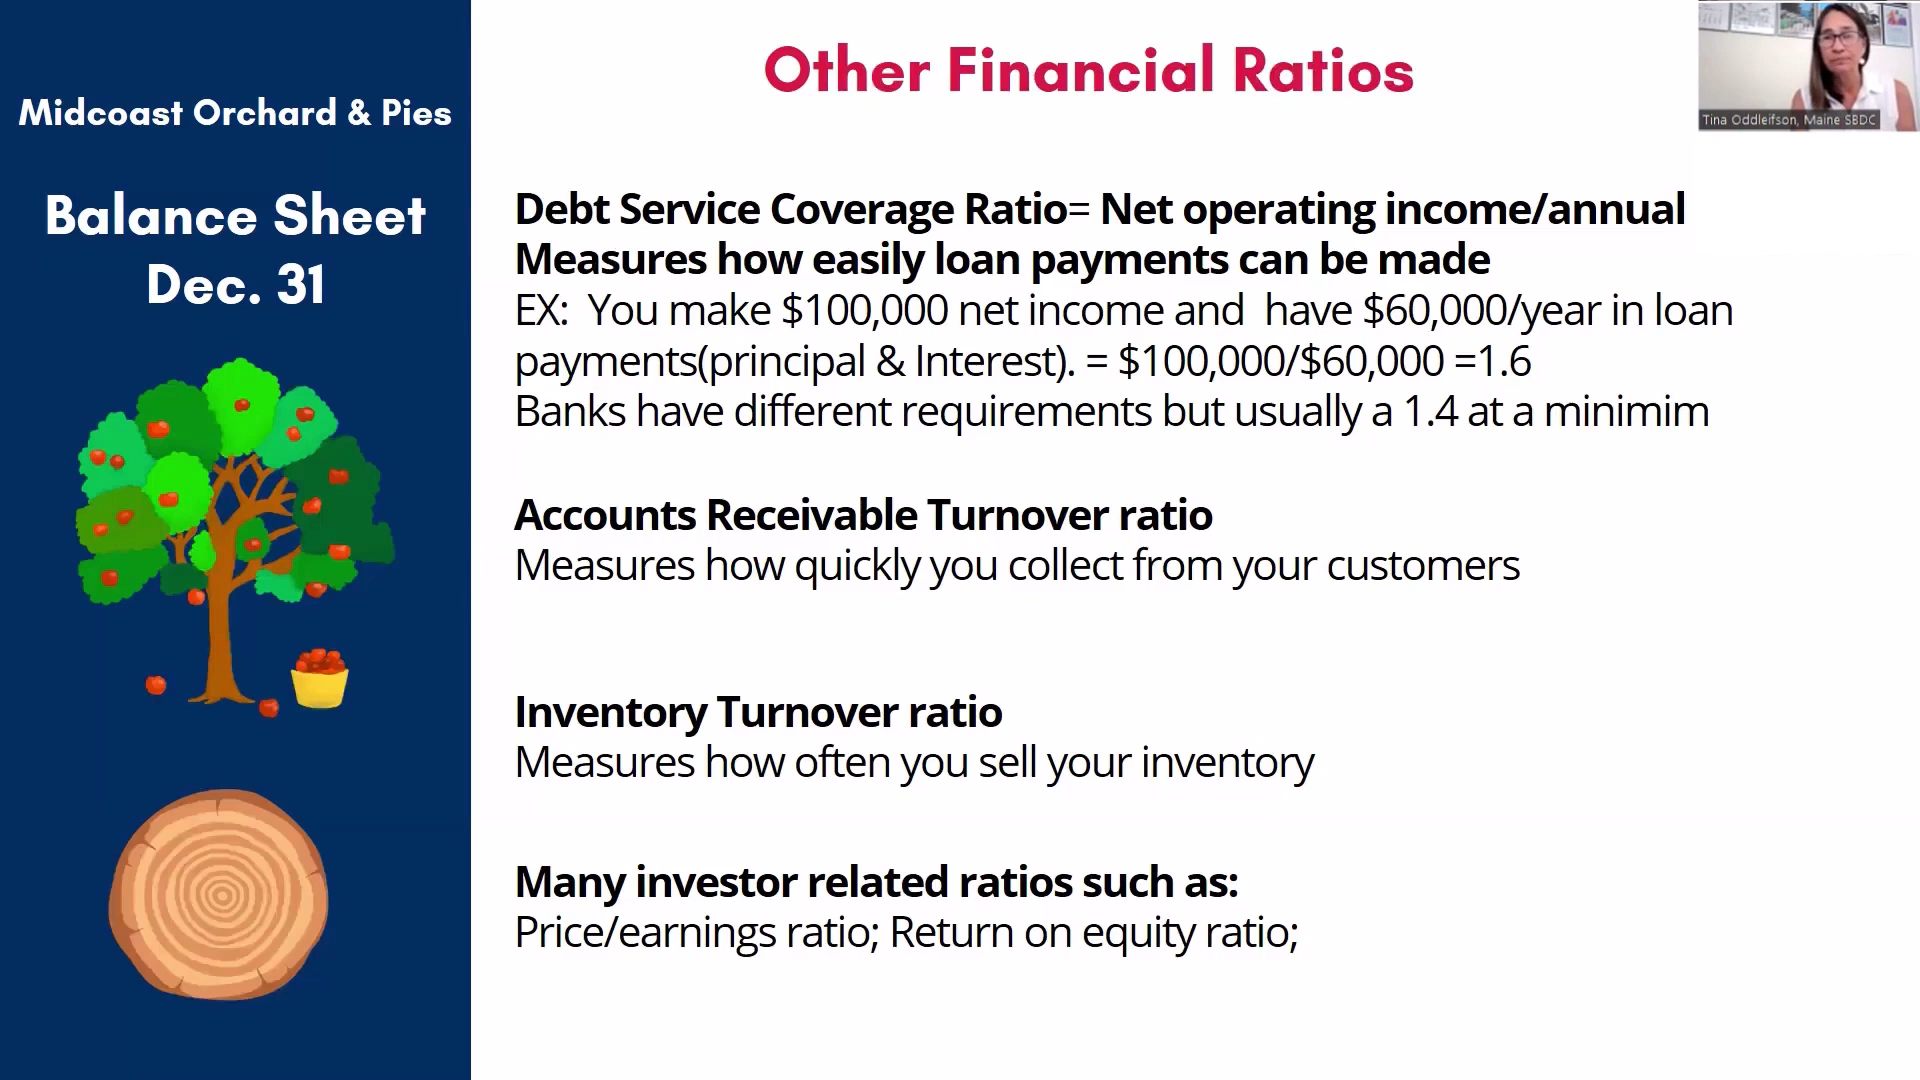 Midcoast Orchard & Pies
Balance Sheet
Dec. 31
Other Financial Ratios
Tina Oddleifson, Maine SBDC
Debt Service Coverage Ratio= Net operating income/annual
Measures how easily loan payments can be made
EX:  You make $100,000 net income and  have $60,000/year in loan
payments(principal & Interest). = $100,000/$60,000 =1.6
Banks have different requirements but usually a 1.4 at a minimim
Accounts Receivable Turnover ratio
Measures how quickly you collect from your customers
Inventory Turnover ratio
Measures how often you sell your inventory
Many investor related ratios such as:
Price/earnings ratio; Return on equity ratio;